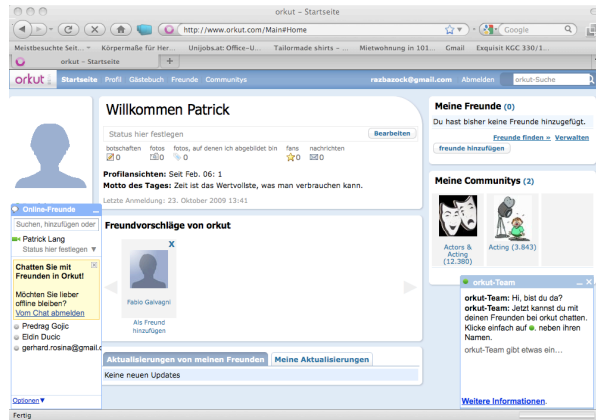 orkut - Startseite
http://www.orkut.com/Main#Home
Google
Meistbesuchte Seit...
Körpermaße für Her...
Unijobs.at: Office-U...
Tailormade shirts - ...
Mietwohnung in 101...
Gmail
Exquisit KGC 330/1...
orkut - Startseite
orkut
Startseite Profil Gästebuch Freunde Communitys
razbazock@gmail.com Abmelden
orkut-Suche
Willkommen Patrick
Status hier festlegen
Bearbeiten
botschaften fotos fotos, auf denen ich abgebildet bin fans nachrichten
0 0 0 0 0
Profilansichten: Seit Feb. 06: 1
Motto des Tages: Zeit ist das Wertvollste, was man verbrauchen kann.
Letzte Anmeldung: 23. Oktober 2009 13:41
Meine Freunde (0)
Du hast bisher keine Freunde hinzugefügt.
Freunde finden » Verwalten
freunde hinzufügen
Meine Communitys (2)
Actors &
Acting
(12.380)
Acting (3.843)
Online-Freunde
Suchen, hinzufügen oder
Patrick Lang
Status hier festlegen ▼
Chatten Sie mit
Freunden in Orkut!
Möchten Sie lieber
offline bleiben?
Vom Chat abmelden
Predrag Gojic
Eldin Ducic
gerhard.rosina@gmail.c
Optionen▼
Freundvorschläge von orkut
X
Fabio Galvagni
Als Freund
hinzufügen
Aktualisierungen von meinen Freunden
Meine Aktualisierungen
Keine neuen Updates
orkut-Team
orkut-Team: Hi, bist du da?
orkut-Team: Jetzt kannst du mit
deinen Freunden bei orkut chatten.
Klicke einfach auf , neben ihren
Namen.
orkut-Team gibt etwas ein...
Weitere Informationen.
Fertig